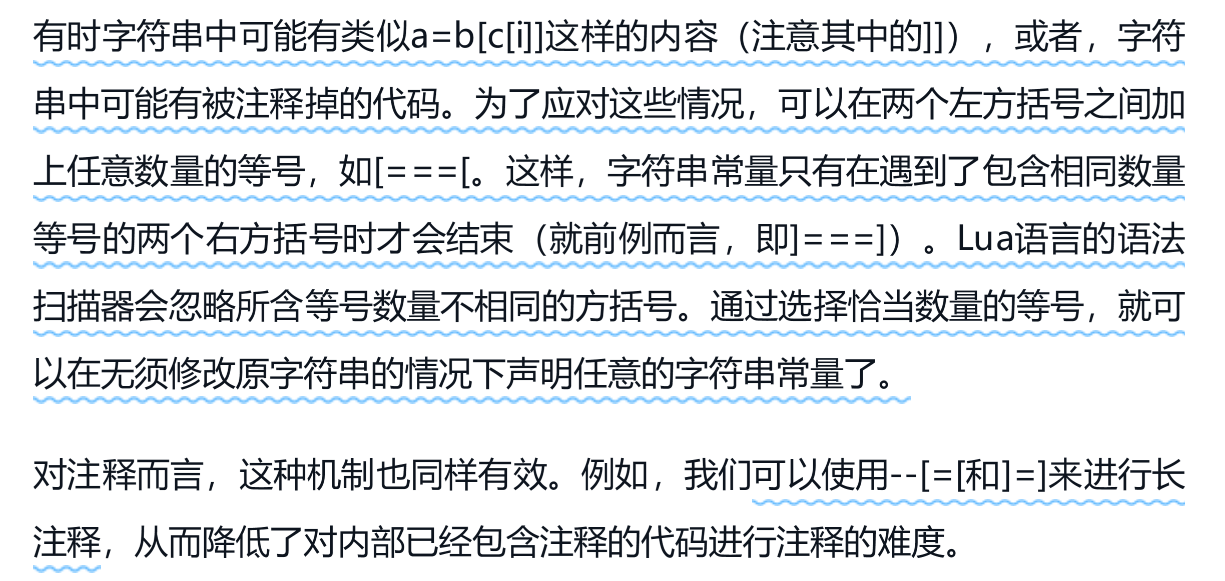 有时字符串中可能有类似a=b[c[i]]这样的内容（注意其中的]]），或者，字符
串中可能有被注释掉的代码。为了应对这些情况，可以在两个左方括号之间加
上任意数量的等号，如[===[。这样，字符串常量只有在遇到了包含相同数量
等号的两个右方括号时才会结束（就前例而言，即]===]）。Lua语言的语法
扫描器会忽略所含等号数量不相同的方括号。通过选择恰当数量的等号，就可
以在无须修改原字符串的情况下声明任意的字符串常量了。
对注释而言，这种机制也同样有效。例如，我们可以使用--[=[和]=]来进行长
注释，从而降低了对内部已经包含注释的代码进行注释的难度。